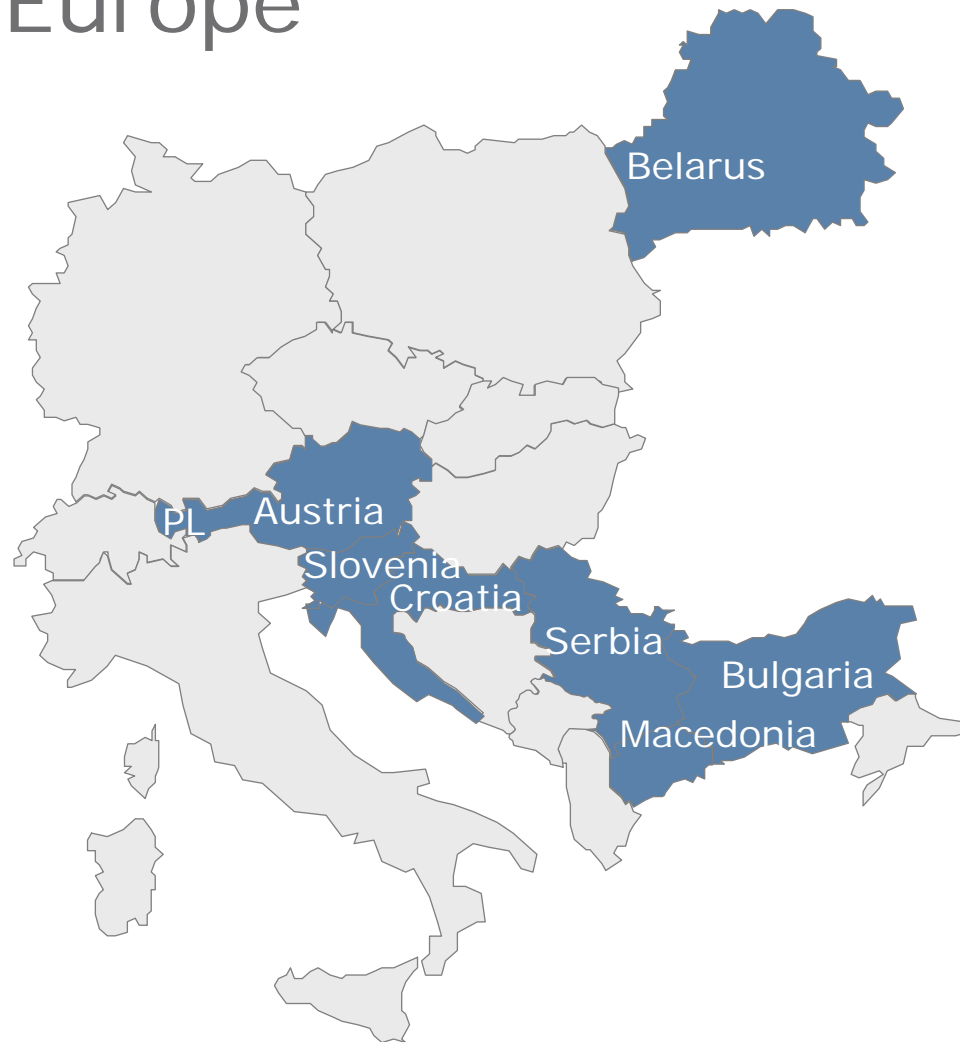 Europe
Belarus
PL
Austria
Slovenia
Croatia
Serbia
Bulgaria
Macedonia